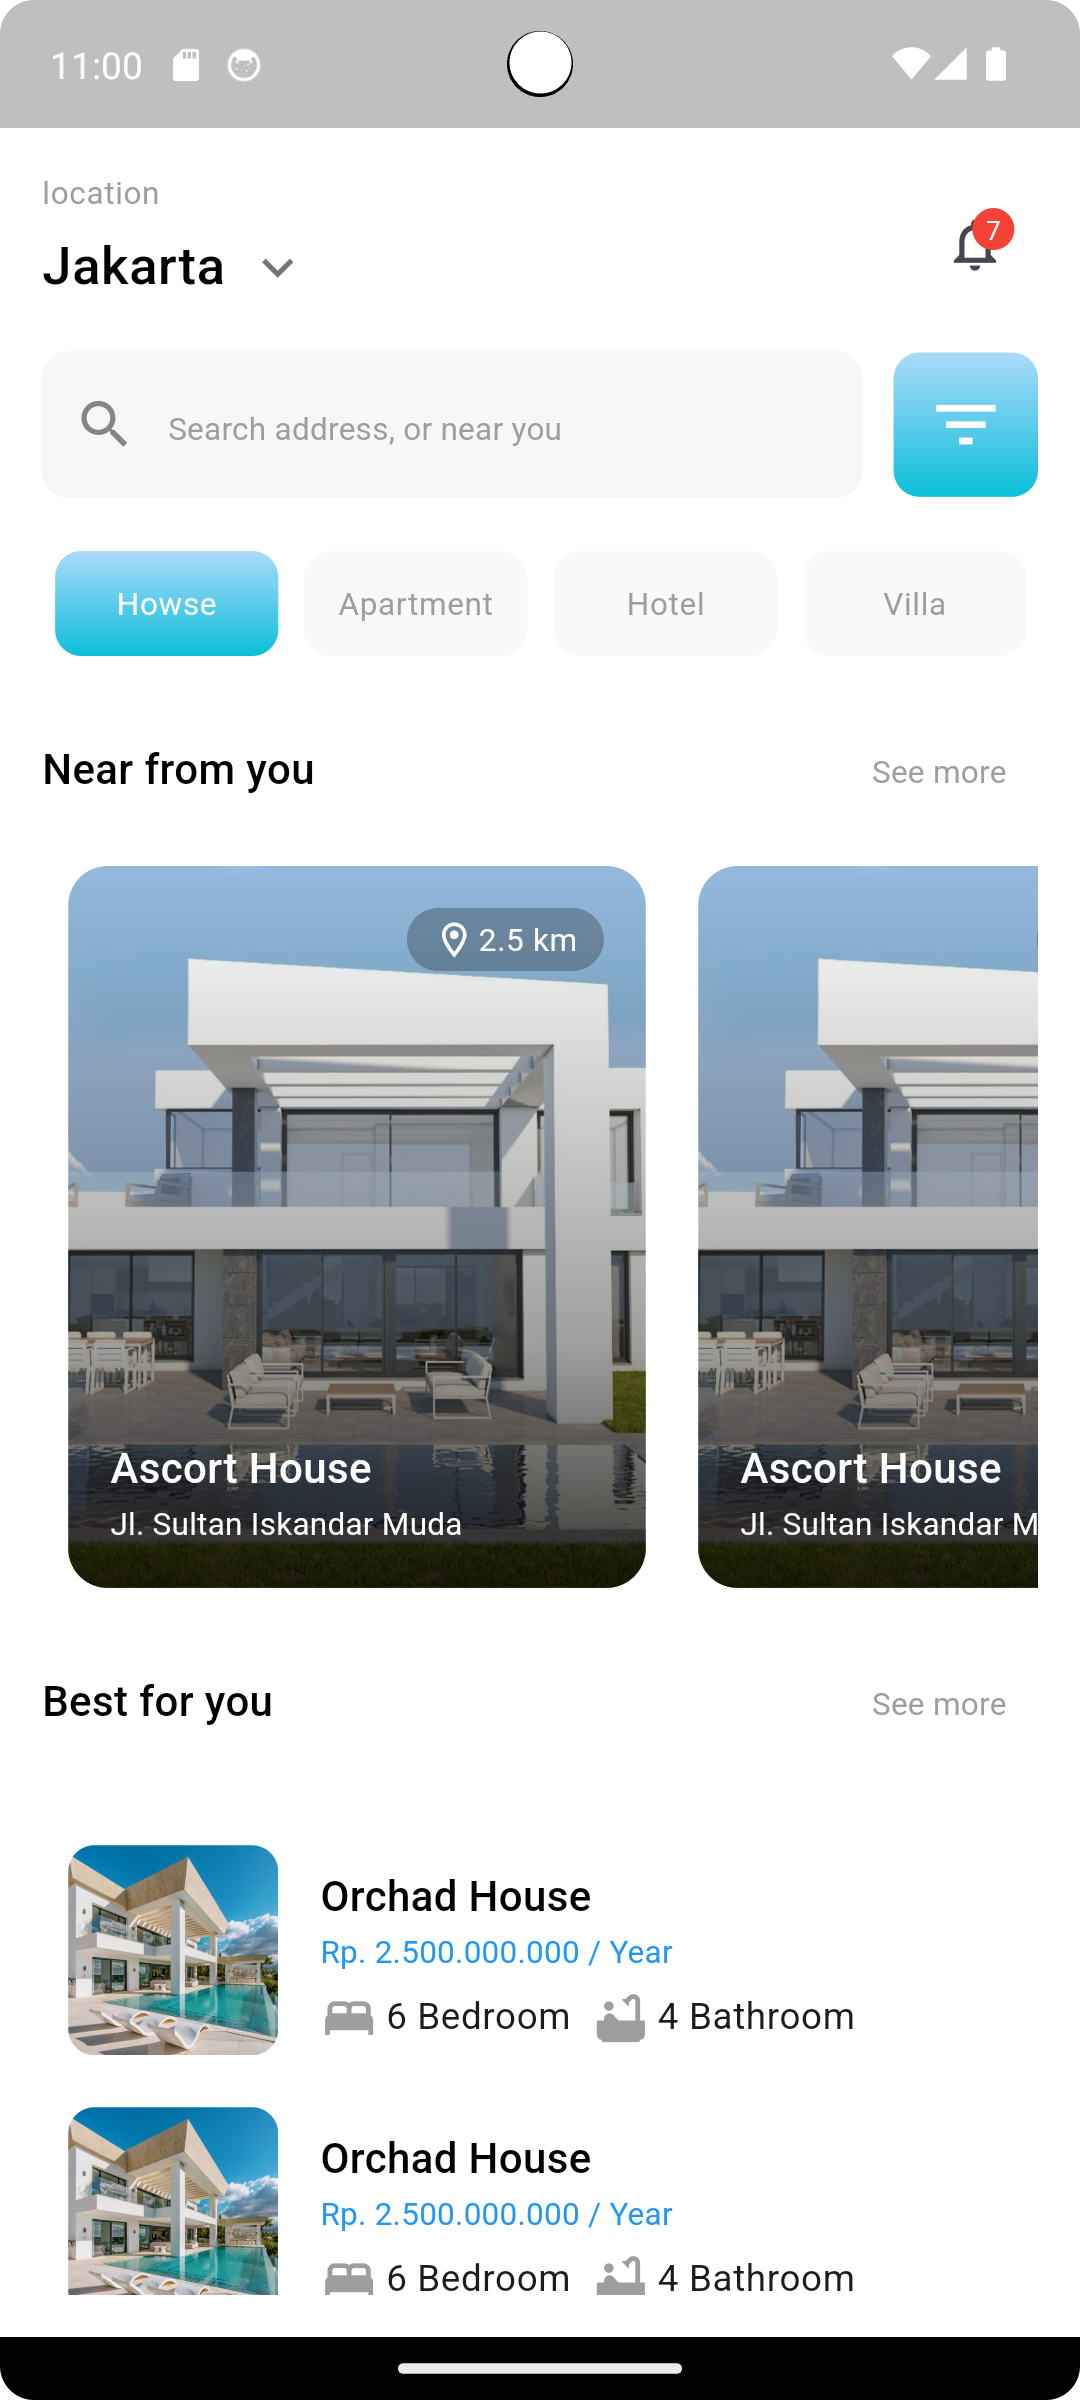 11:00
location
Jakarta
7
Search address, or near you
Howse
Apartment
Hotel
Villa
Near from you
See more
2.5 km
Ascort House
Jl. Sultan Iskandar Muda
Ascort House
Jl. Sultan Iskandar M
Best for you
See more
Orchad House
Rp. 2.500.000.000 / Year
6 Bedroom
4 Bathroom
Orchad House
Rp. 2.500.000.000 / Year
6 Bedroom
4 Bathroom